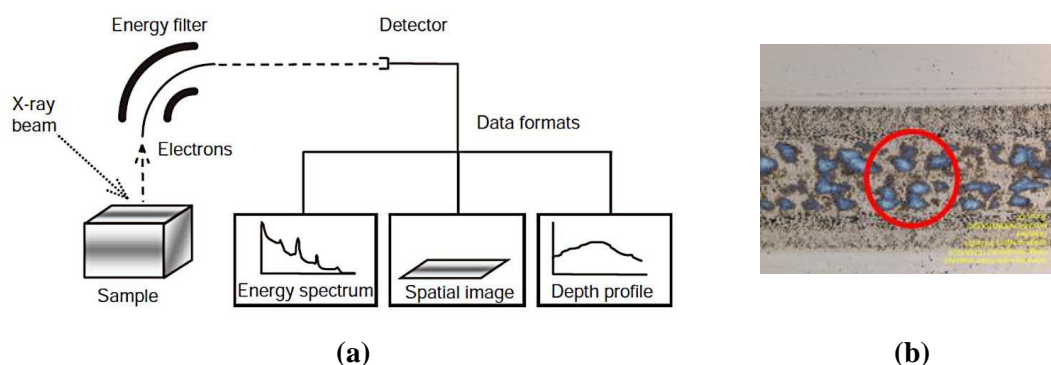 Energy filter
Detector
X-ray
beam
Electrons
Data formats
Sample
Energy spectrum
Spatial image
Depth profile
(a)
(b)